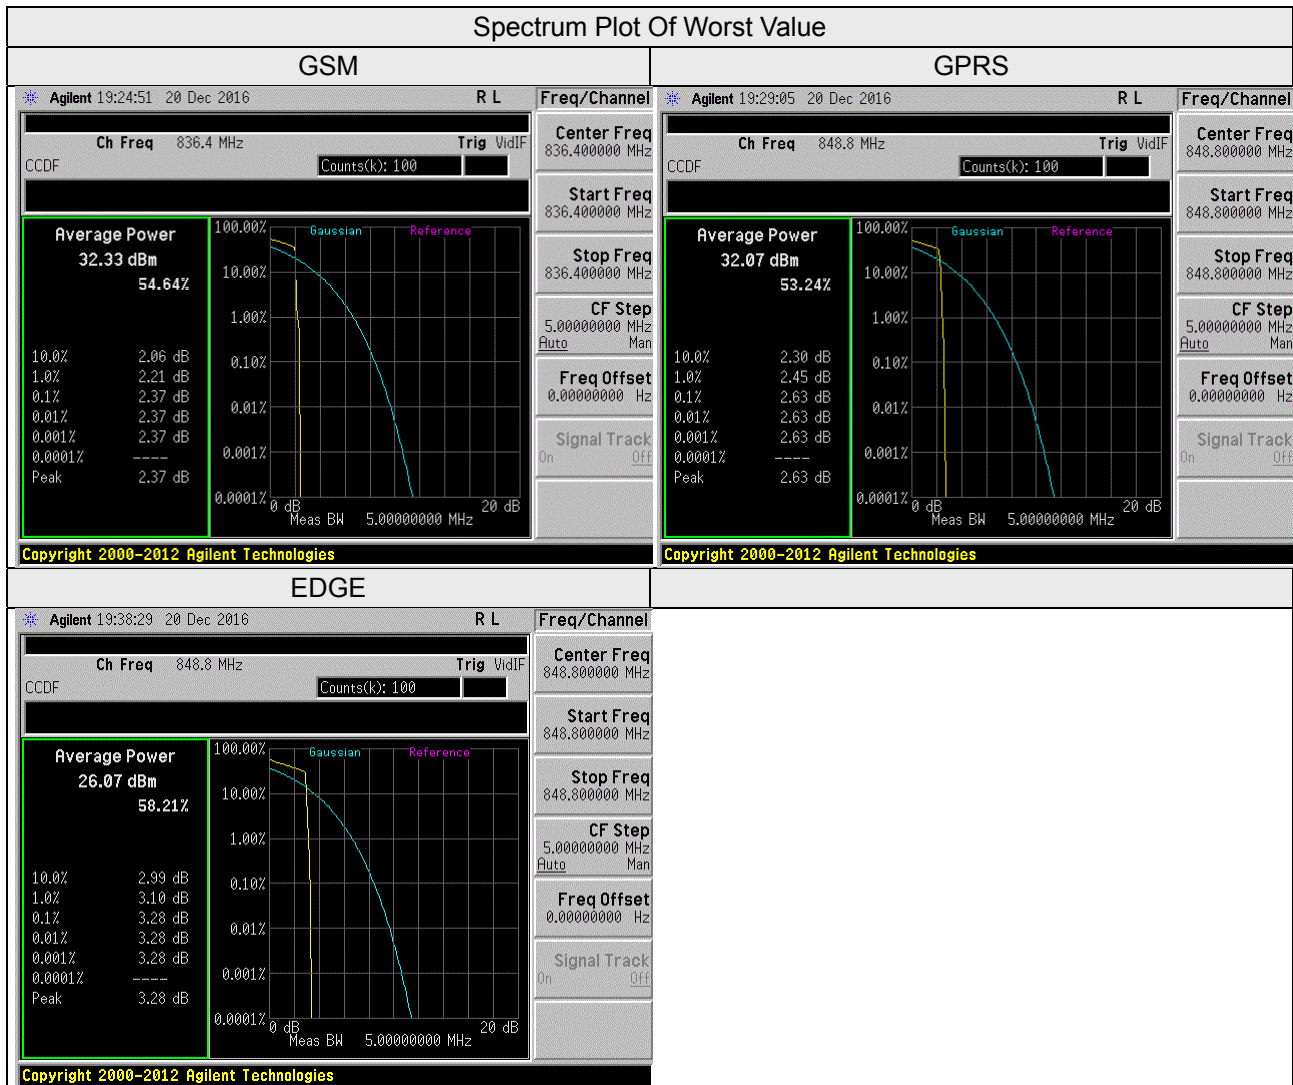 Spectrum Plot Of Worst Value
GSM
GPRS
Agilent 19:24:51 20 Dec 2016 R L
Freq/Channel
Ch Freq 836.4 MHz Trig VidIF
CCDF Counts(k): 100
Average Power
32.33 dBm
54.64%
10.0% 2.06 dB
1.0% 2.21 dB
0.1% 2.37 dB
0.01% 2.37 dB
0.001% 2.37 dB
0.0001% ----
Peak 2.37 dB
Gaussian Reference
100.00%
10.00%
1.00%
0.10%
0.01%
0.001%
0.0001%
0 dB 20 dB
Meas BW 5.00000000 MHz
Center Freq
836.400000 MHz
Start Freq
836.400000 MHz
Stop Freq
836.400000 MHz
CF Step
5.00000000 MHz
Auto Man
Freq Offset
0.00000000 Hz
Signal Track
On Off
Copyright 2000-2012 Agilent Technologies
Agilent 19:29:05 20 Dec 2016 R L
Freq/Channel
Ch Freq 848.8 MHz Trig VidIF
CCDF Counts(k): 100
Average Power
32.07 dBm
53.24%
10.0% 2.30 dB
1.0% 2.45 dB
0.1% 2.63 dB
0.01% 2.63 dB
0.001% 2.63 dB
0.0001% ----
Peak 2.63 dB
Gaussian Reference
100.00%
10.00%
1.00%
0.10%
0.01%
0.001%
0.0001%
0 dB 20 dB
Meas BW 5.00000000 MHz
Center Freq
848.800000 MHz
Start Freq
848.800000 MHz
Stop Freq
848.800000 MHz
CF Step
5.00000000 MHz
Auto Man
Freq Offset
0.00000000 Hz
Signal Track
On Off
Copyright 2000-2012 Agilent Technologies
EDGE
Agilent 19:38:29 20 Dec 2016 R L
Freq/Channel
Ch Freq 848.8 MHz Trig VidIF
CCDF Counts(k): 100
Average Power
26.07 dBm
58.21%
10.0% 2.99 dB
1.0% 3.10 dB
0.1% 3.28 dB
0.01% 3.28 dB
0.001% 3.28 dB
0.0001% ----
Peak 3.28 dB
Gaussian Reference
100.00%
10.00%
1.00%
0.10%
0.01%
0.001%
0.0001%
0 dB 20 dB
Meas BW 5.00000000 MHz
Center Freq
848.800000 MHz
Start Freq
848.800000 MHz
Stop Freq
848.800000 MHz
CF Step
5.00000000 MHz
Auto Man
Freq Offset
0.00000000 Hz
Signal Track
On Off
Copyright 2000-2012 Agilent Technologies